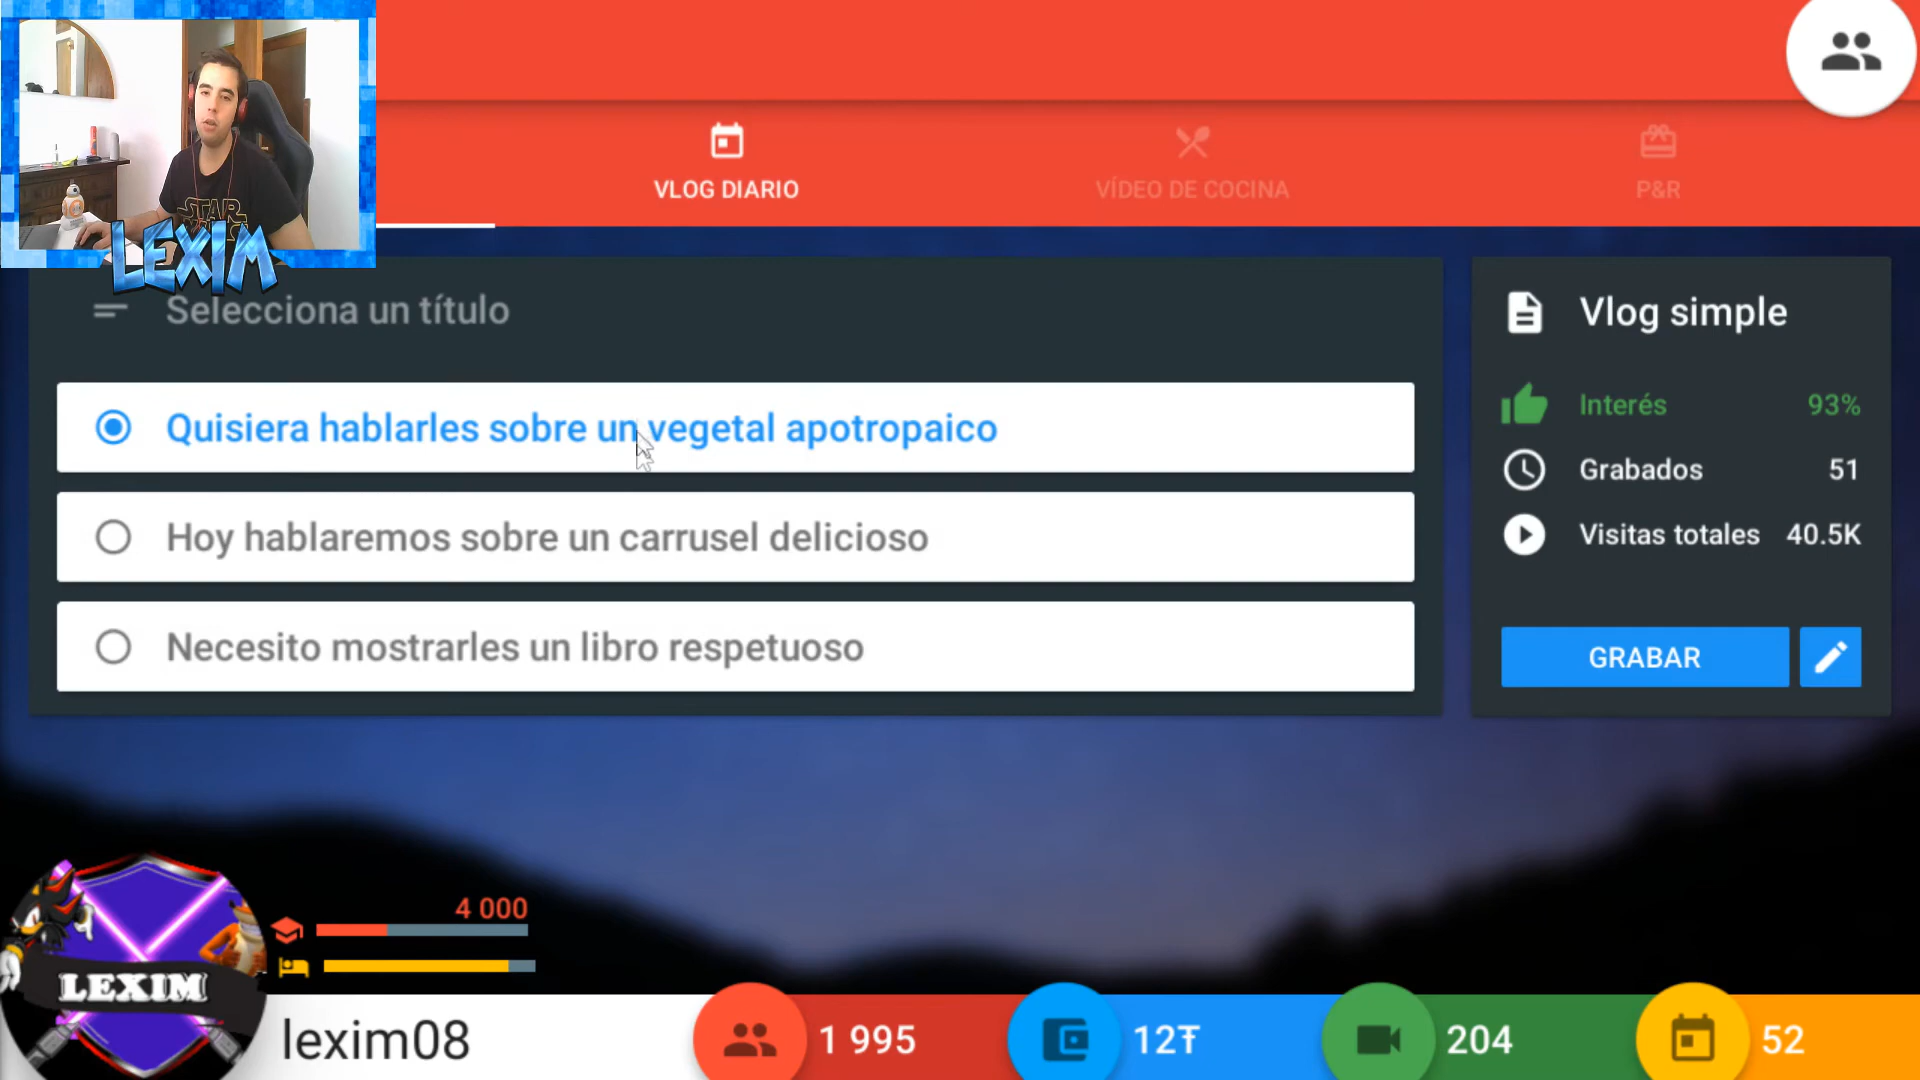 STAR
LEXIM
VLOG DIARIO
VÍDEO DE COCINA
P&R
Selecciona un título
Quisiera hablarles sobre un vegetal apotropaico
Hoy hablaremos sobre un carrusel delicioso
Necesito mostrarles un libro respetuoso
Vlog simple
Interés 93%
Grabados 51
Visitas totales 40.5K
GRABAR
4 000
LEXIM
lexim08
1 995
12Ŧ
204
52